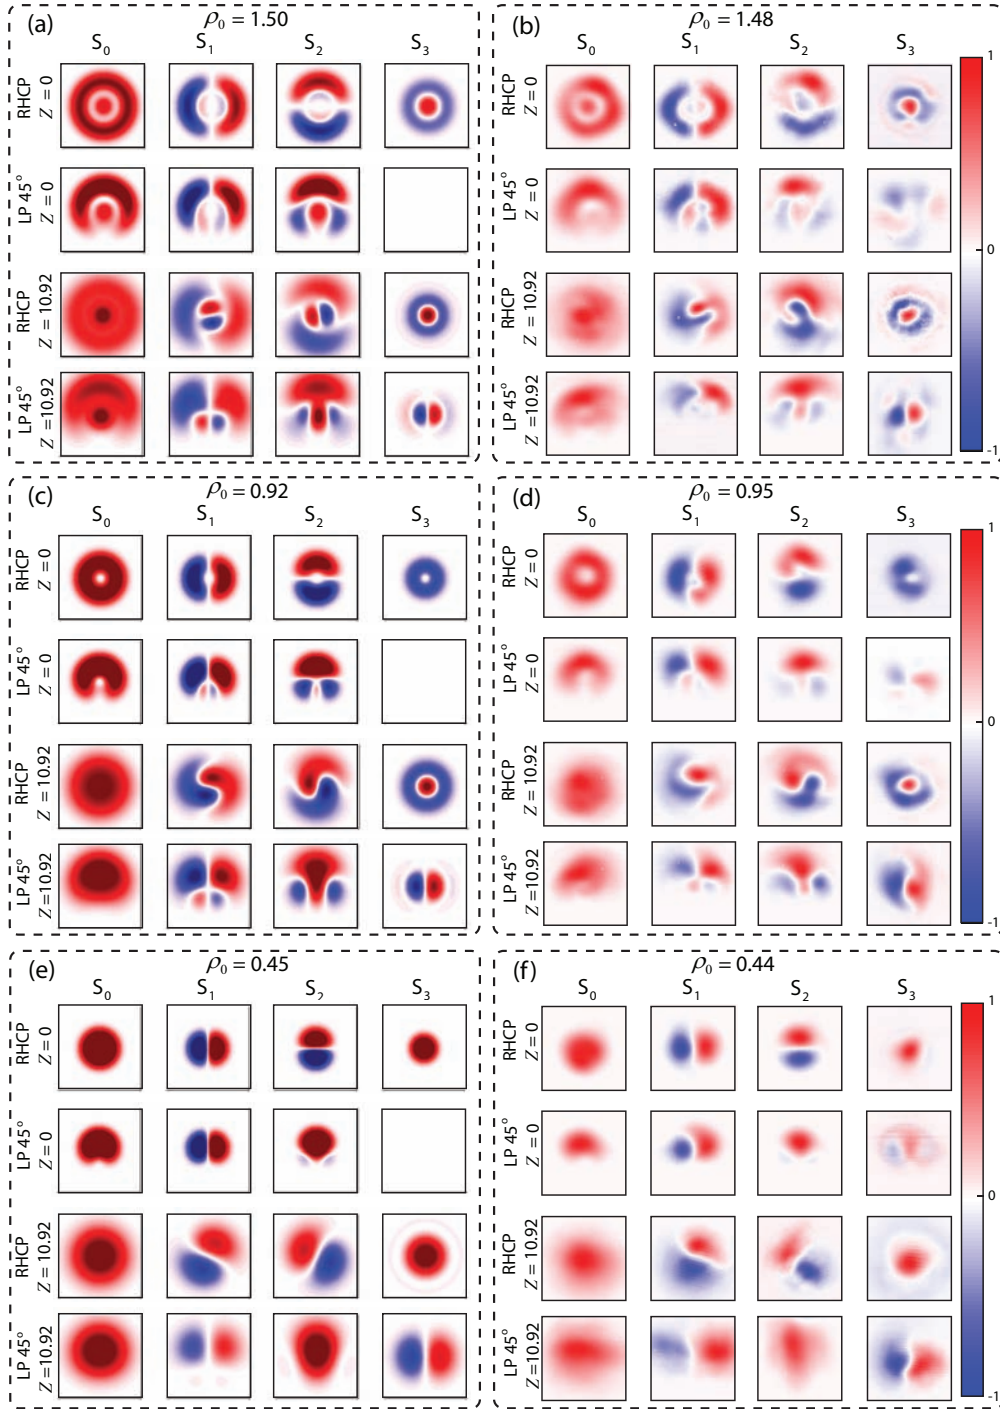 (a) ρ0 = 1.50
S0 S1 S2 S3
RHCP Z = 0
LP 45° Z = 0
RHCP Z = 10.92
LP 45° Z = 10.92
(b) ρ0 = 1.48
S0 S1 S2 S3
RHCP Z = 0
LP 45° Z = 0
RHCP Z = 10.92
LP 45° Z = 10.92
1
0
-1
(c) ρ0 = 0.92
S0 S1 S2 S3
RHCP Z = 0
LP 45° Z = 0
RHCP Z = 10.92
LP 45° Z = 10.92
(d) ρ0 = 0.95
S0 S1 S2 S3
RHCP Z = 0
LP 45° Z = 0
RHCP Z = 10.92
LP 45° Z = 10.92
1
0
-1
(e) ρ0 = 0.45
S0 S1 S2 S3
RHCP Z = 0
LP 45° Z = 0
RHCP Z = 10.92
LP 45° Z = 10.92
(f) ρ0 = 0.44
S0 S1 S2 S3
RHCP Z = 0
LP 45° Z = 0
RHCP Z = 10.92
LP 45° Z = 10.92
1
0
-1